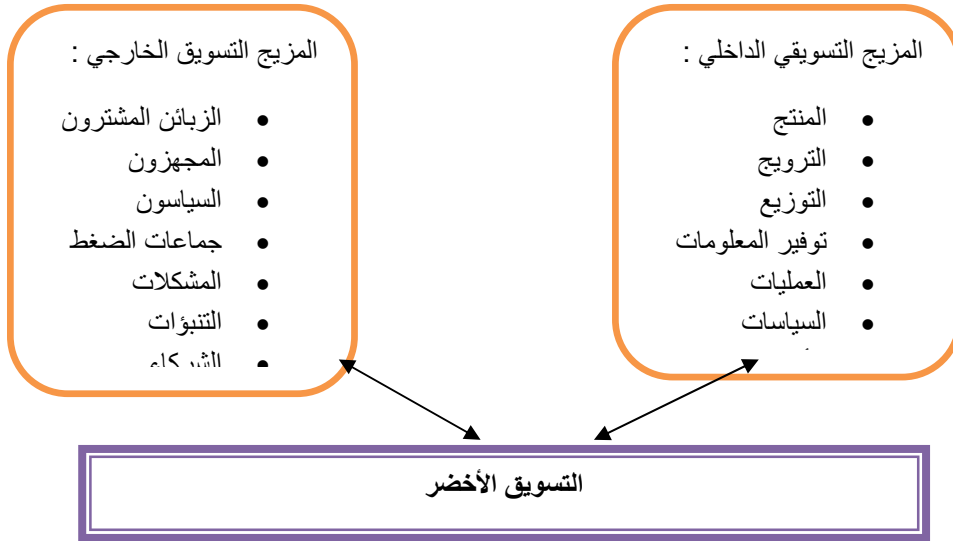 المزيج التسويقي الداخلي :
• المنتج
• الترويج
• التوزيع
• توفير المعلومات
• العمليات
• السياسات
المزيج التسويق الخارجي :
• الزبائن المشترون
• المجهزون
• السياسون
• جماعات الضغط
• المشكلات
• التنبؤات
• الشركاء
التسويق الأخضر